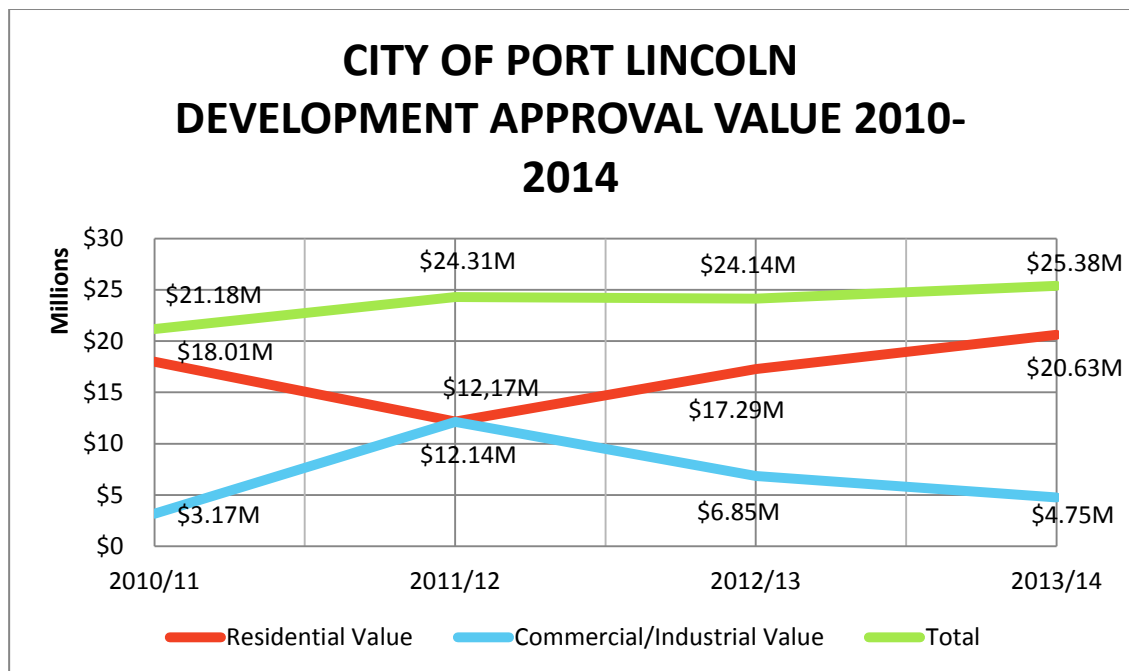 CITY OF PORT LINCOLN
DEVELOPMENT APPROVAL VALUE 2010-
2014
Millions
$30
$25
$20
$15
$10
$5
$0
$21.18M
$24.31M
$24.14M
$25.38M
$18.01M
$12,17M
$17.29M
$20.63M
$3.17M
$12.14M
$6.85M
$4.75M
2010/11
2011/12
2012/13
2013/14
Residential Value
Commercial/Industrial Value
Total